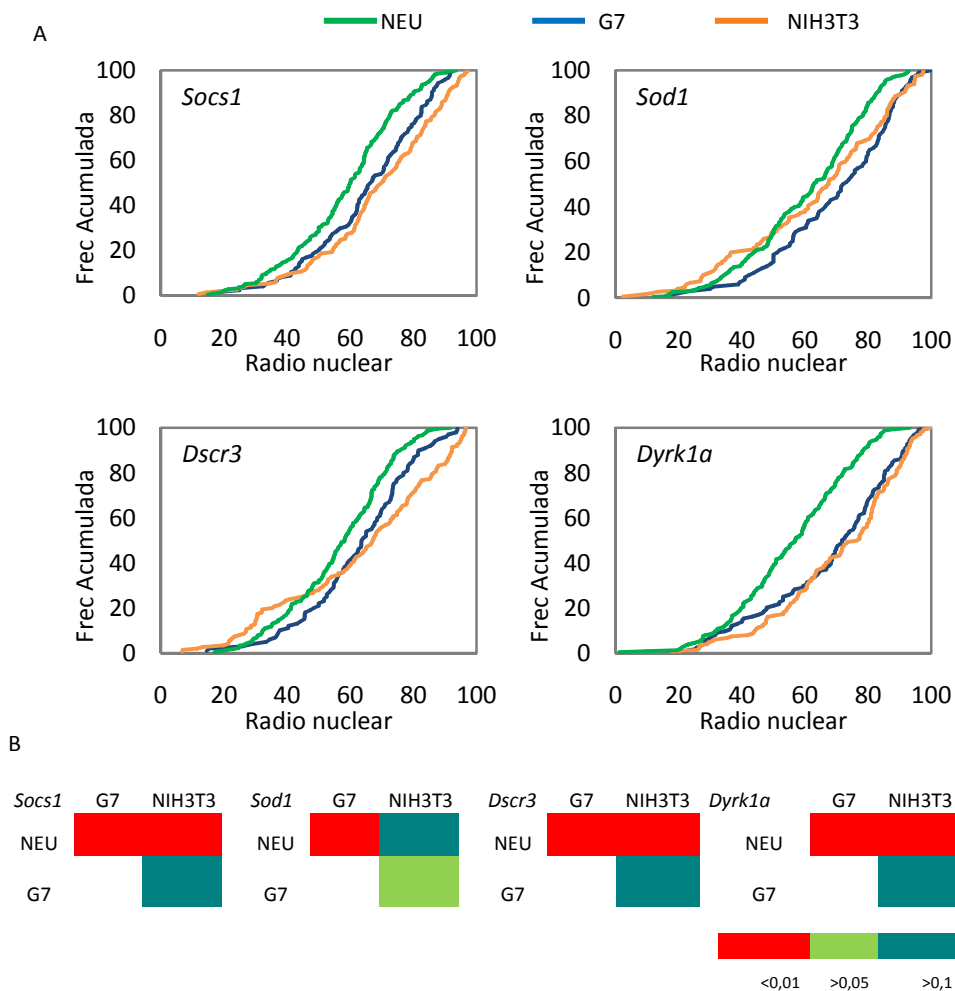 A
NEU G7 NIH3T3
Socs1
Frec Acumulada
100
80
60
40
20
0
0 20 40 60 80 100
Radio nuclear
Sod1
Frec Acumulada
100
80
60
40
20
0
0 20 40 60 80 100
Radio nuclear
Dscr3
Frec Acumulada
100
80
60
40
20
0
0 20 40 60 80 100
Radio nuclear
Dyrk1a
Frec Acumulada
100
80
60
40
20
0
0 20 40 60 80 100
Radio nuclear
B
Socs1 G7 NIH3T3
NEU
G7
Sod1 G7 NIH3T3
NEU
G7
Dscr3 G7 NIH3T3
NEU
G7
Dyrk1a G7 NIH3T3
NEU
G7
<0,01 >0,05 >0,1